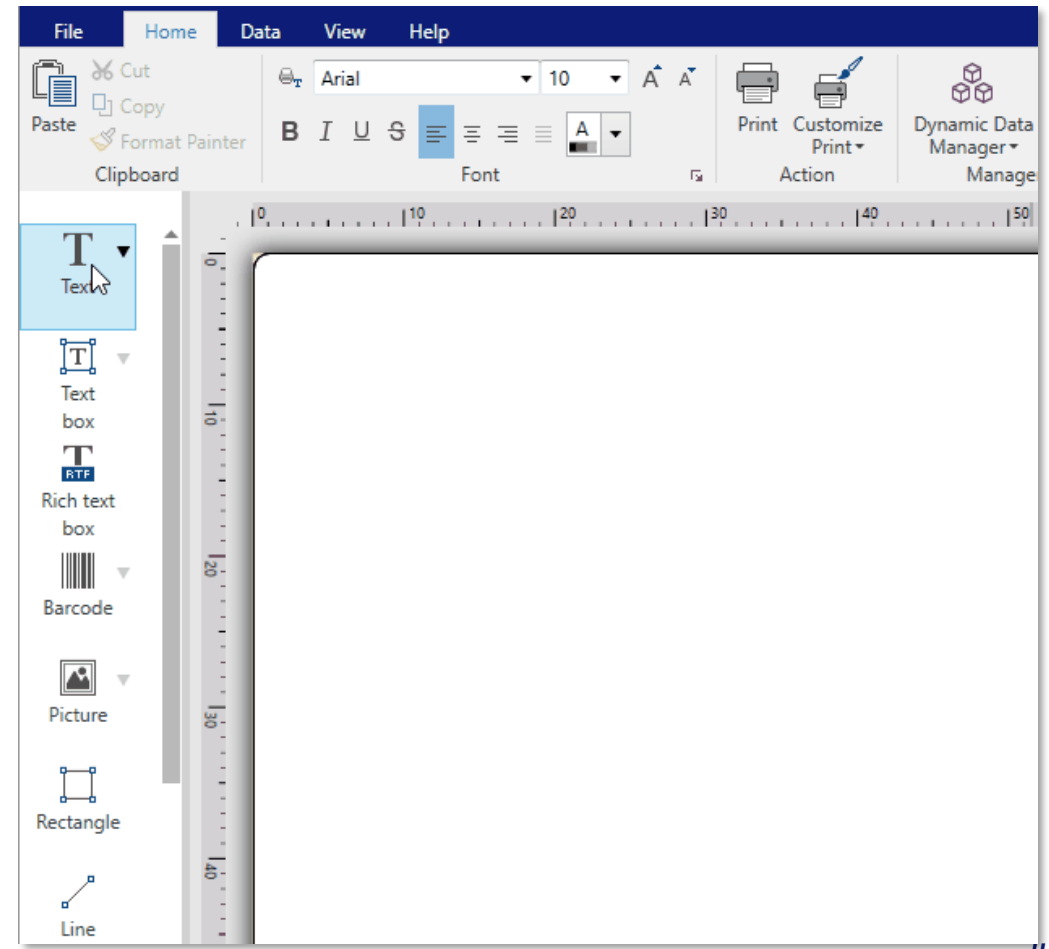 File Home Data View Help
Cut
Copy
Paste
Format Painter
Clipboard
Arial 10 A A
B I U S A
Font
Print Customize Print
Action
Dynamic Data Manager
Manage
0 10 20 30 40 50
T
Text
0
T
Text
box
10
T
RTF
Rich text
box
20
Barcode
Picture
30
Rectangle
40
Line